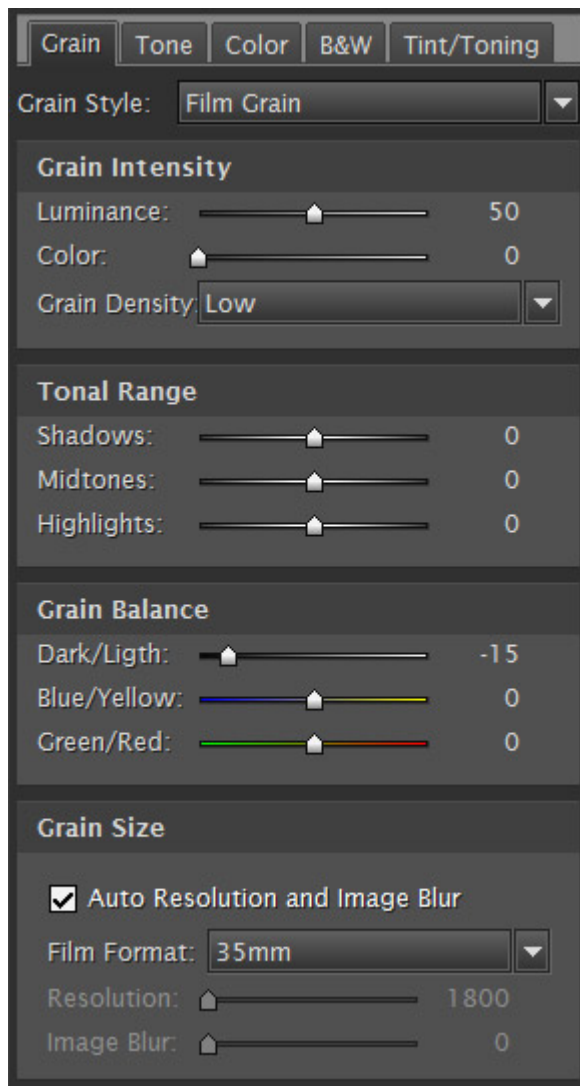 Grain Tone Color B&W Tint/Toning
Grain Style: Film Grain
Grain Intensity
Luminance: 50
Color: 0
Grain Density: Low
Tonal Range
Shadows: 0
Midtones: 0
Highlights: 0
Grain Balance
Dark/Ligth: -15
Blue/Yellow: 0
Green/Red: 0
Grain Size
Auto Resolution and Image Blur
Film Format: 35mm
Resolution: 1800
Image Blur: 0